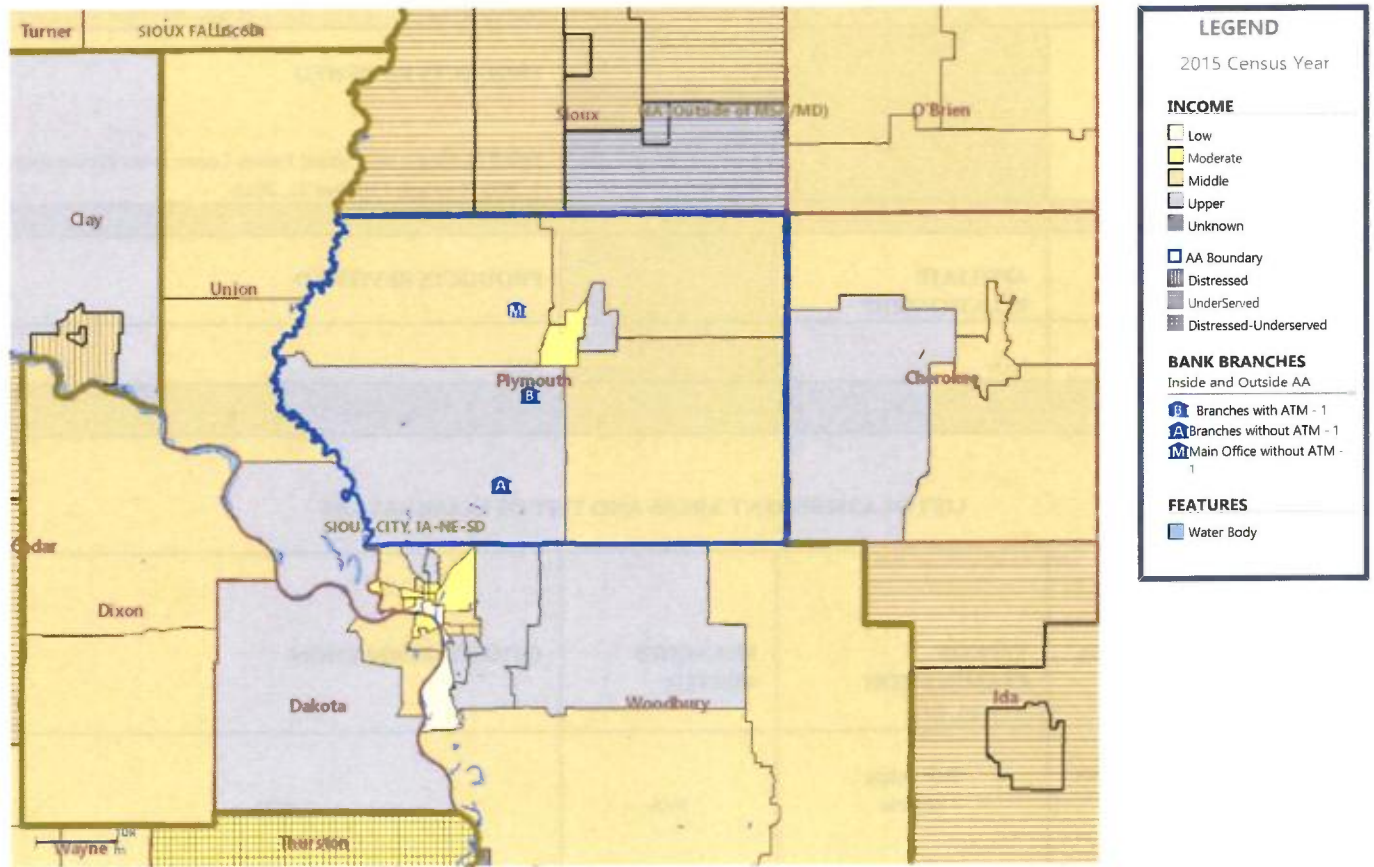 Turner
SIOUX FALLS, SD
Sioux
IA (Outside of MSA/MD)
O'Brien
Clay
Union
Plymouth
B
M
Cherokee
A
SIOUX CITY, IA-NE-SD
Cedar
Dixon
Dakota
Woodbury
Ida
Wayne
Thurston
LEGEND
2015 Census Year
INCOME
Low
Moderate
Middle
Upper
Unknown
AA Boundary
Distressed
UnderServed
Distressed-Underserved
BANK BRANCHES
Inside and Outside AA
B Branches with ATM - 1
A Branches without ATM - 1
M Main Office without ATM -
1
FEATURES
Water Body